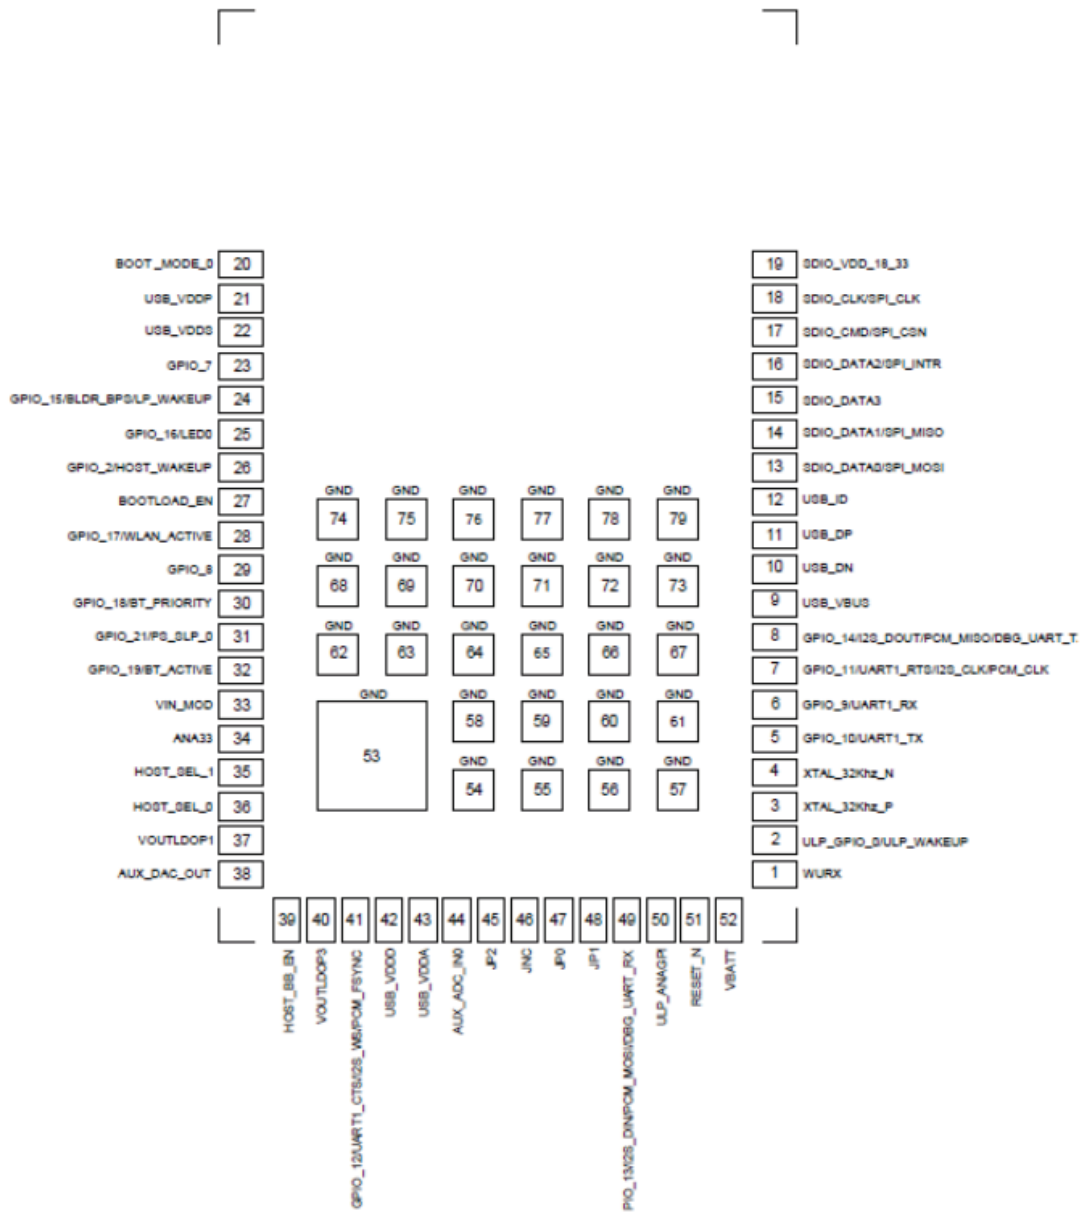 BOOT_MODE_0 20 19 SDIO_VDD_18_33
USB_VDDP 21 18 SDIO_CLK/SPI_CLK
USB_VDDS 22 17 SDIO_CMD/SPI_CSN
GPIO_7 23 16 SDIO_DATA2/SPI_INTR
GPIO_15/BLDR_BPS/LP_WAKEUP 24 15 SDIO_DATA3
GPIO_16/LED0 25 14 SDIO_DATA1/SPI_MISO
GPIO_2/HOST_WAKEUP 26 13 SDIO_DATA0/SPI_MOSI
GND GND GND GND GND GND
BOOTLOAD_EN 27 12 USB_ID
74 75 76 77 78 79
GPIO_17/WLAN_ACTIVE 28 11 USB_DP
GND GND GND GND GND GND
GPIO_8 29 10 USB_DN
68 69 70 71 72 73
GPIO_18/BT_PRIORITY 30 9 USB_VBUS
GND GND GND GND GND GND
GPIO_21/PS_SLP_0 31 8 GPIO_14/I2S_DOUT/PCM_MISO/DBG_UART_T
62 63 64 65 66 67
GPIO_19/BT_ACTIVE 32 7 GPIO_11/UART1_RTS/I2S_CLK/PCM_CLK
GND GND GND GND GND
VIN_MOD 33 6 GPIO_9/UART1_RX
58 59 60 61
ANA33 34 5 GPIO_10/UART1_TX
53
GND GND GND GND
HOST_SEL_1 35 4 XTAL_32Khz_N
54 55 56 57
HOST_SEL_0 36 3 XTAL_32Khz_P
VOUTLDOP1 37 2 ULP_GPIO_0/ULP_WAKEUP
AUX_DAC_OUT 38 1 WURX
39 40 41 42 43 44 45 46 47 48 49 50 51 52
HOST_BB_EN
VOUTLDOP3
GPIO_12/UART1_CTS/I2S_WS/PCM_FSYNC
USB_VDDD
USB_VDDA
AUX_ADC_IN0
JP2
JNC
JP0
JP1
PIO_13/I2S_DIN/PCM_MOSI/DBG_UART_RX
ULP_ANAGPI
RESET_N
VBATT